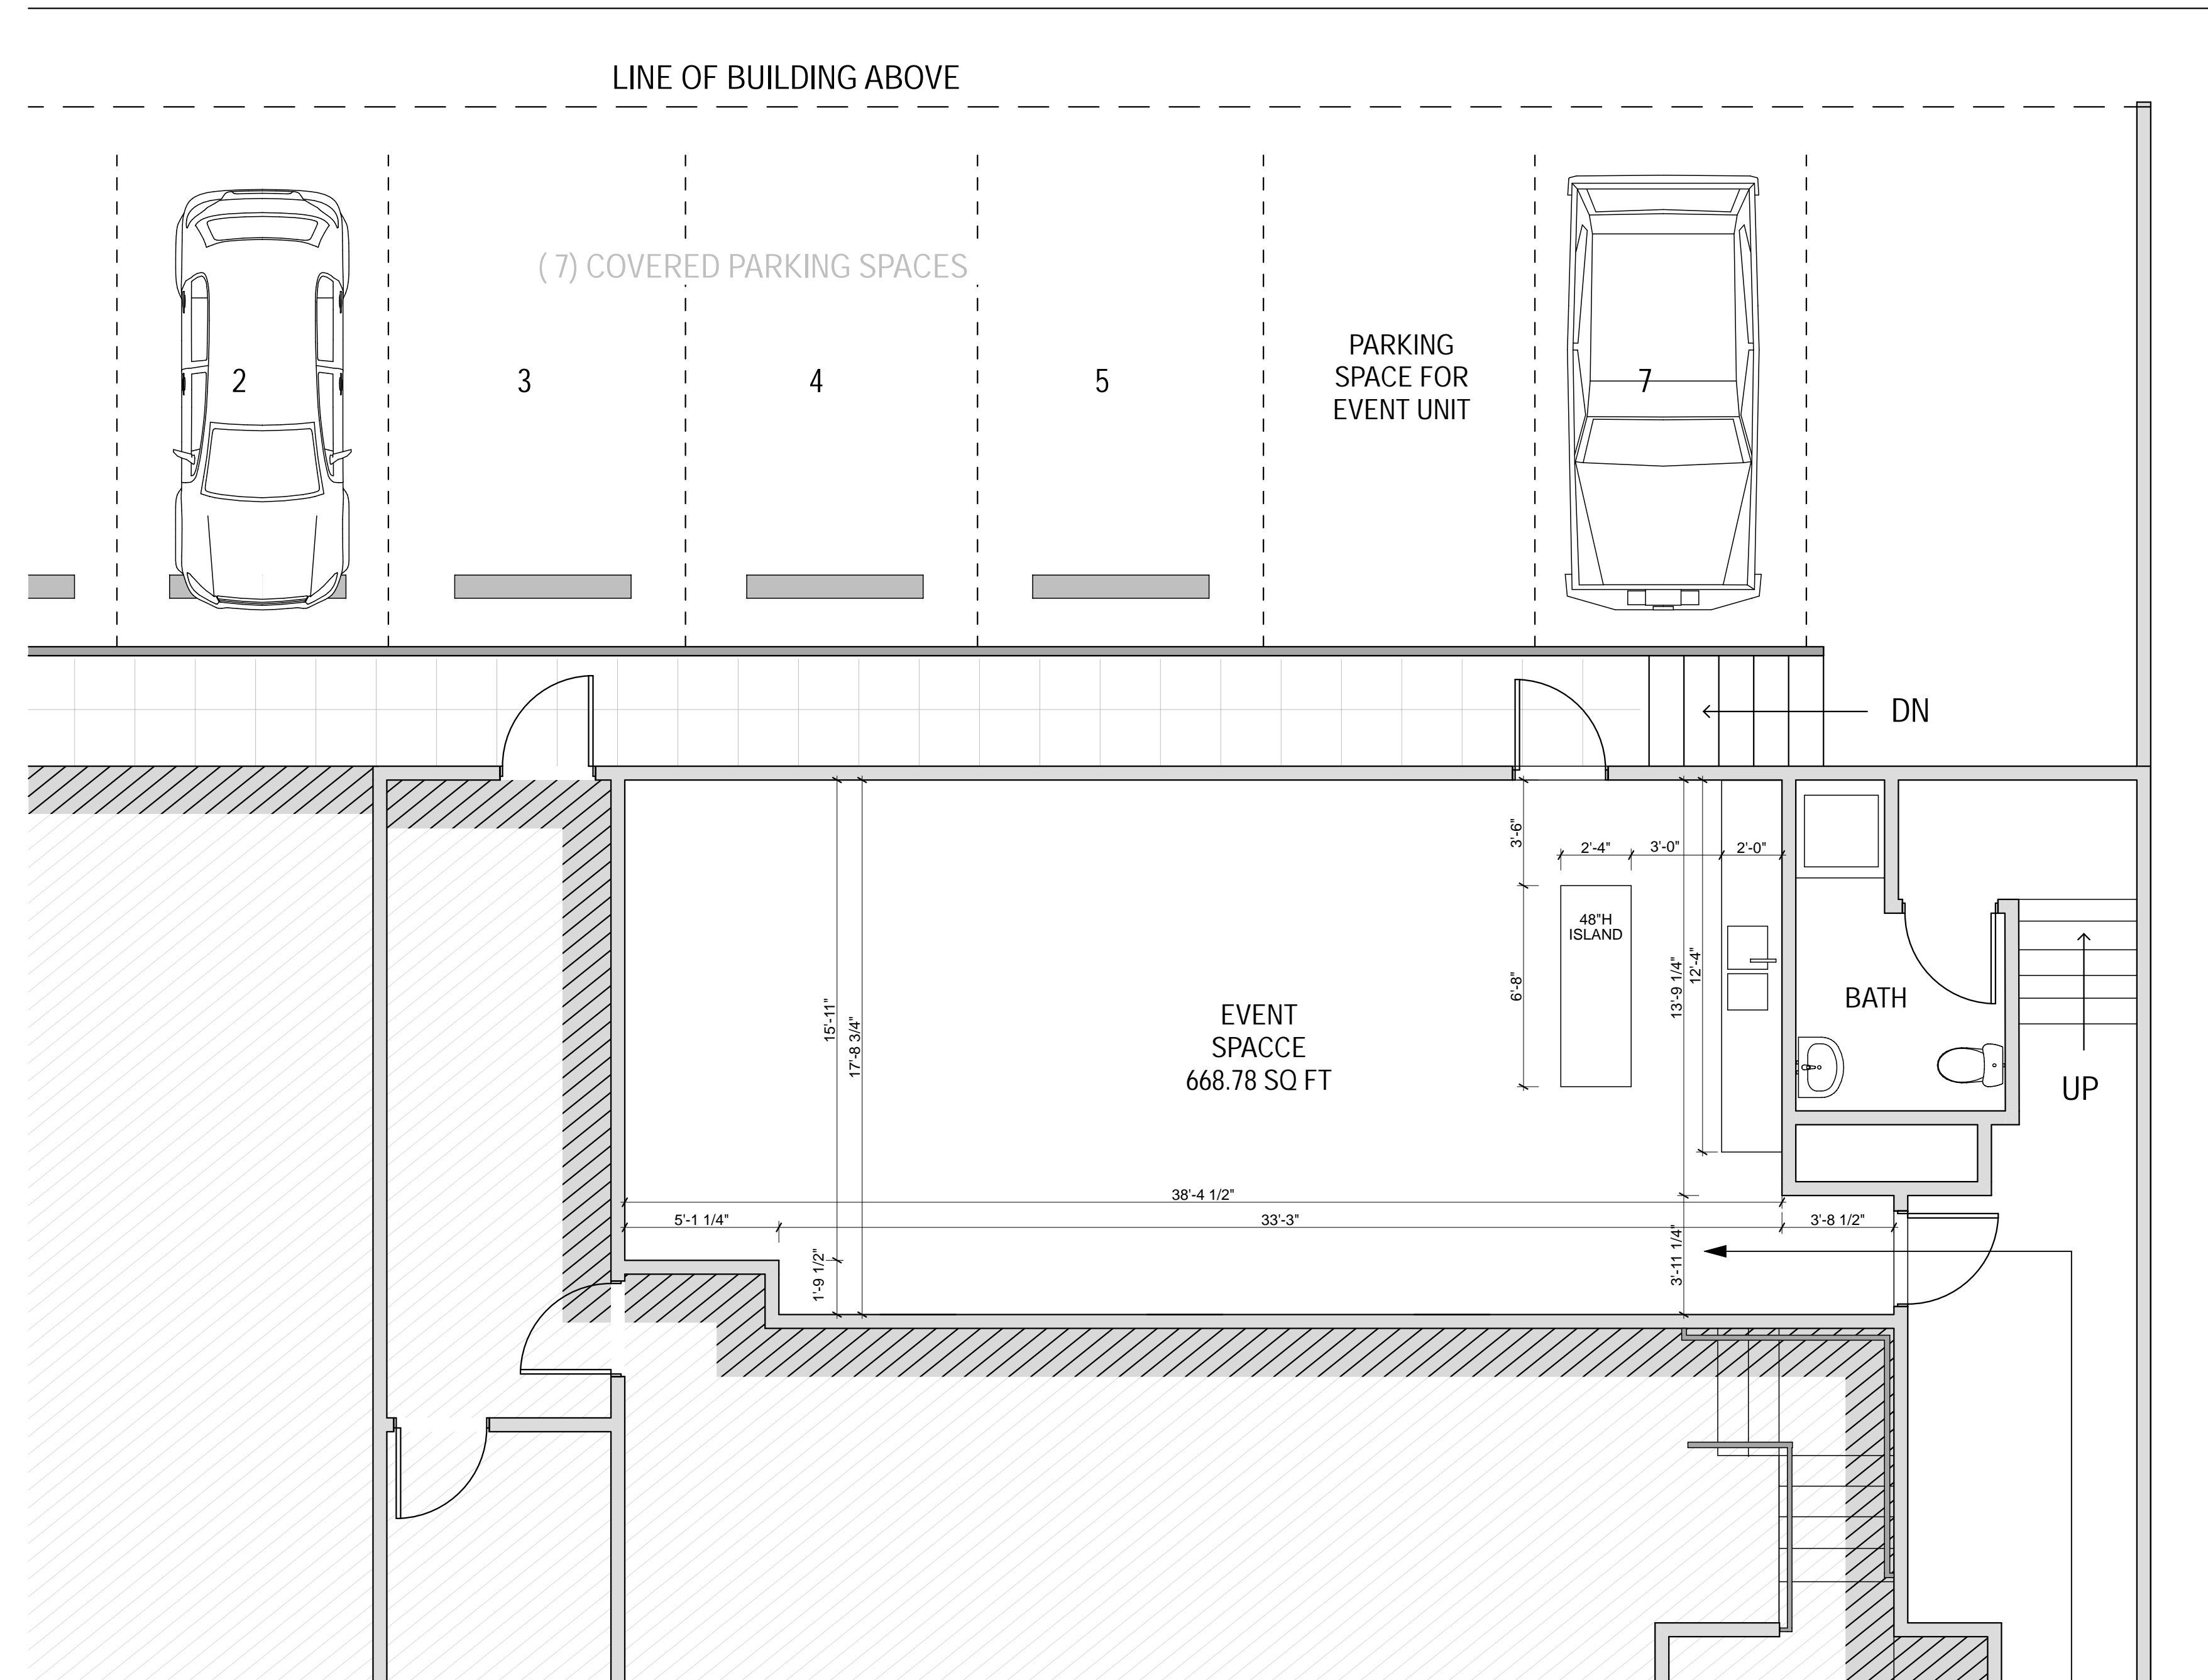 LINE OF BUILDING ABOVE
( 7) COVERED PARKING SPACES
2
3
4
5
PARKING
SPACE FOR
EVENT UNIT
7
DN
3'-6"
2'-4"
3'-0"
2'-0"
48"H
ISLAND
6'-8"
13'-9 1/4"
12'-4"
15'-11"
17'-8 3/4"
EVENT
SPACCE
668.78 SQ FT
BATH
UP
38'-4 1/2"
5'-1 1/4"
33'-3"
3'-8 1/2"
1'-9 1/2"
3'-11 1/4"